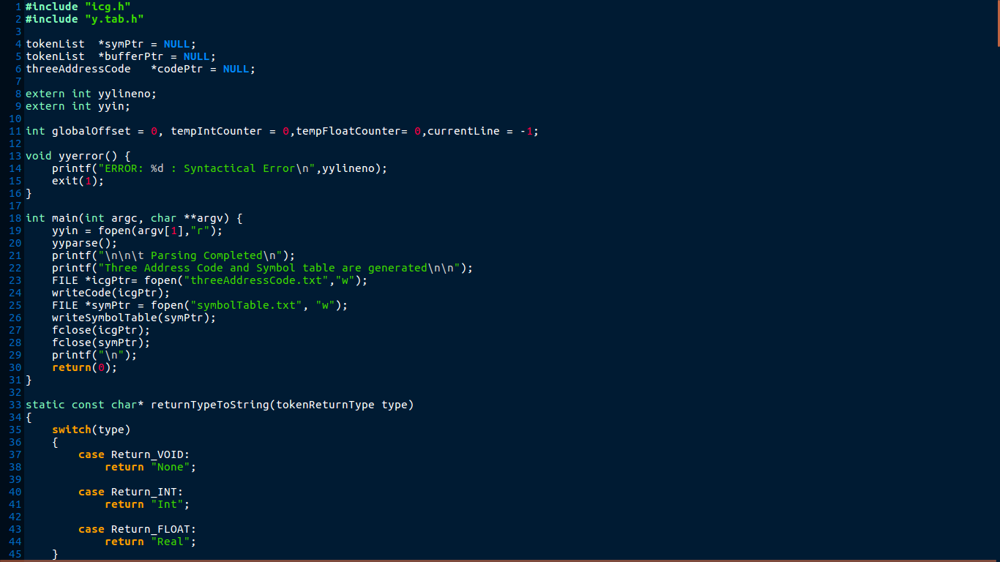 1 #include "icg.h"
2 #include "y.tab.h"
3
4 tokenList  *symPtr = NULL;
5 tokenList  *bufferPtr = NULL;
6 threeAddressCode   *codePtr = NULL;
7
8 extern int yylineno;
9 extern int yyin;
10
11 int globalOffset = 0, tempIntCounter = 0,tempFloatCounter= 0,currentLine = -1;
12
13 void yyerror() {
14     printf("ERROR: %d : Syntactical Error\n",yylineno);
15     exit(1);
16 }
17
18 int main(int argc, char **argv) {
19     yyin = fopen(argv[1],"r");
20     yyparse();
21     printf("\n\n\t Parsing Completed\n");
22     printf("Three Address Code and Symbol table are generated\n\n");
23     FILE *icgPtr= fopen("threeAddressCode.txt","w");
24     writeCode(icgPtr);
25     FILE *symPtr = fopen("symbolTable.txt", "w");
26     writeSymbolTable(symPtr);
27     fclose(icgPtr);
28     fclose(symPtr);
29     printf("\n");
30     return(0);
31 }
32
33 static const char* returnTypeToString(tokenReturnType type)
34 {
35     switch(type)
36     {
37         case Return_VOID:
38             return "None";
39
40         case Return_INT:
41             return "Int";
42
43         case Return_FLOAT:
44             return "Real";
45     }